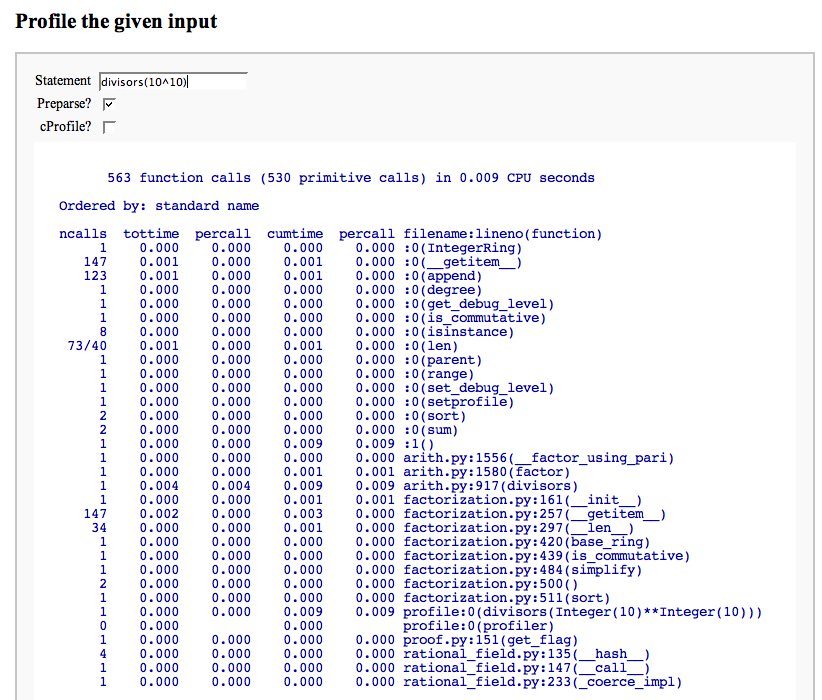 Profile the given input
Statement divisors(10^10)
Preparse?
cProfile?
563 function calls (530 primitive calls) in 0.009 CPU seconds
Ordered by: standard name
ncalls tottime percall cumtime percall filename:lineno(function)
1 0.000 0.000 0.000 0.000 :0(IntegerRing)
147 0.001 0.000 0.001 0.000 :0(__getitem__)
123 0.001 0.000 0.001 0.000 :0(append)
1 0.000 0.000 0.000 0.000 :0(degree)
1 0.000 0.000 0.000 0.000 :0(get_debug_level)
1 0.000 0.000 0.000 0.000 :0(is_commutative)
8 0.000 0.000 0.000 0.000 :0(isinstance)
73/40 0.001 0.000 0.001 0.000 :0(len)
1 0.000 0.000 0.000 0.000 :0(parent)
1 0.000 0.000 0.000 0.000 :0(range)
1 0.000 0.000 0.000 0.000 :0(set_debug_level)
1 0.000 0.000 0.000 0.000 :0(setprofile)
2 0.000 0.000 0.000 0.000 :0(sort)
2 0.000 0.000 0.000 0.000 :0(sum)
1 0.000 0.000 0.009 0.009 :1()
1 0.000 0.000 0.000 0.000 arith.py:1556(__factor_using_pari)
1 0.000 0.000 0.001 0.001 arith.py:1580(factor)
1 0.004 0.004 0.009 0.009 arith.py:917(divisors)
1 0.000 0.000 0.001 0.001 factorization.py:161(__init__)
147 0.002 0.000 0.003 0.000 factorization.py:257(__getitem__)
34 0.000 0.000 0.001 0.000 factorization.py:297(__len__)
1 0.000 0.000 0.000 0.000 factorization.py:420(base_ring)
1 0.000 0.000 0.000 0.000 factorization.py:439(is_commutative)
1 0.000 0.000 0.000 0.000 factorization.py:484(simplify)
2 0.000 0.000 0.000 0.000 factorization.py:500()
1 0.000 0.000 0.000 0.000 factorization.py:511(sort)
1 0.000 0.000 0.009 0.009 profile:0(divisors(Integer(10)**Integer(10)))
0 0.000 0.000 profile:0(profiler)
1 0.000 0.000 0.000 0.000 proof.py:151(get_flag)
4 0.000 0.000 0.000 0.000 rational_field.py:135(__hash__)
1 0.000 0.000 0.000 0.000 rational_field.py:147(__call__)
1 0.000 0.000 0.000 0.000 rational_field.py:233(_coerce_impl)